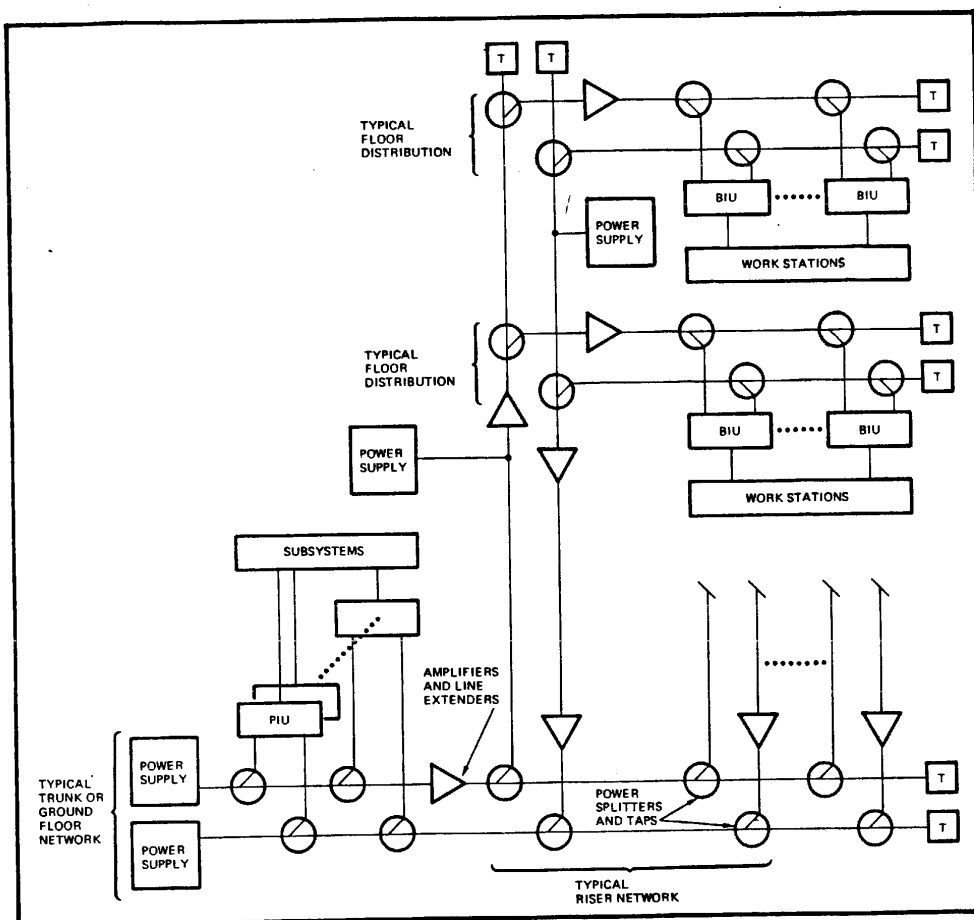 T
T
TYPICAL
FLOOR
DISTRIBUTION
T
T
BIU
BIU
POWER
SUPPLY
WORK STATIONS
TYPICAL
FLOOR
DISTRIBUTION
T
T
BIU
BIU
POWER
SUPPLY
WORK STATIONS
SUBSYSTEMS
AMPLIFIERS
AND LINE
EXTENDERS
PIU
TYPICAL
TRUNK OR
GROUND
FLOOR
NETWORK
POWER
SUPPLY
POWER
SUPPLY
POWER
SPLITTERS
AND TAPS
T
T
TYPICAL
RISER NETWORK